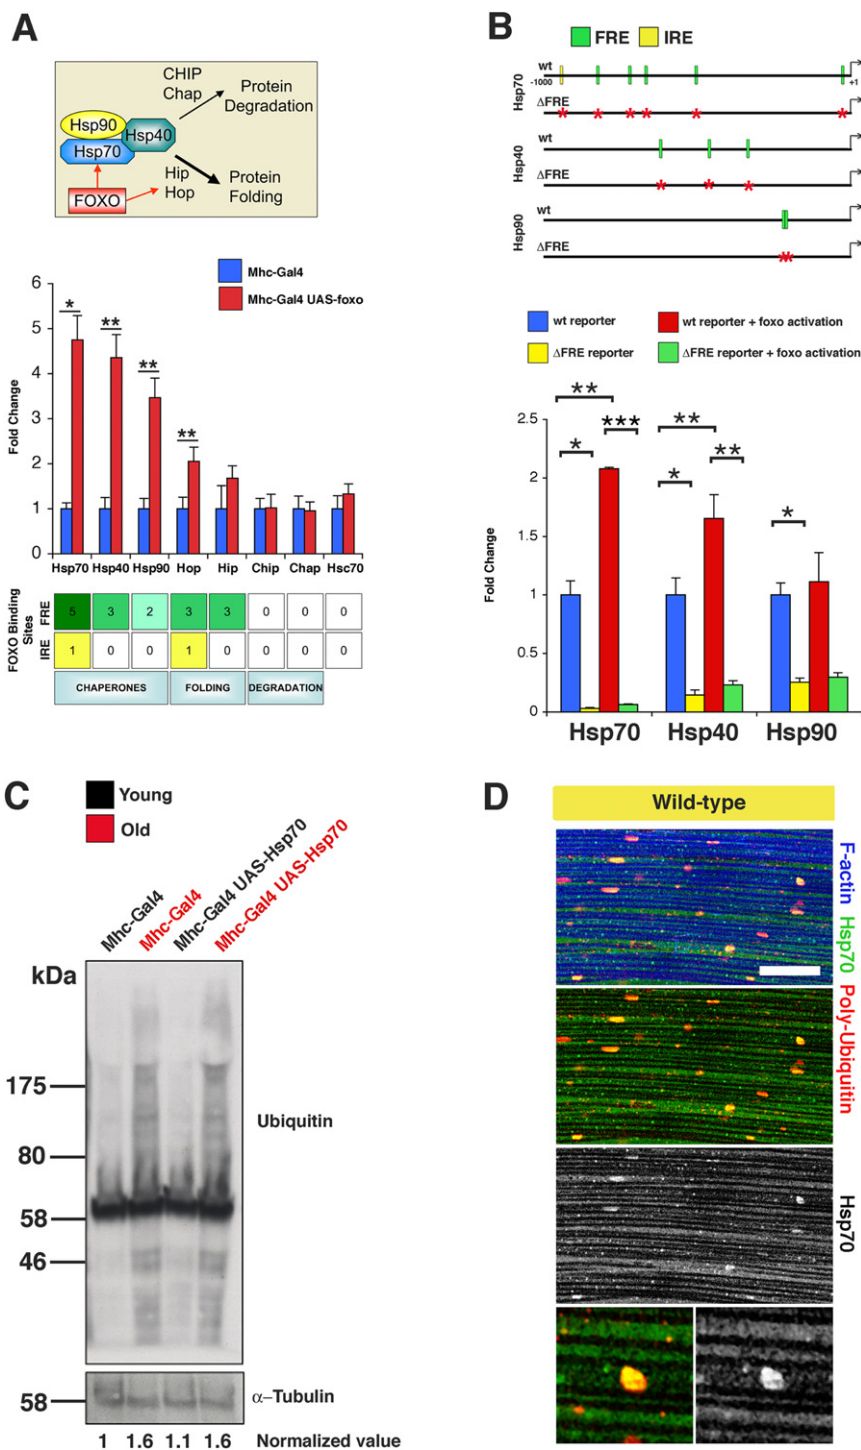 A
CHIP
Chap
Protein
Degradation
Hsp90
Hsp40
Hsp70
Hip
Hop
Protein
Folding
FOXO
Mhc-Gal4
Mhc-Gal4 UAS-foxo
Fold Change
6
5
4
3
2
1
0
* ** ** **
Hsp70 Hsp40 Hsp90 Hop Hip Chip Chap Hsc70
FOXO Binding
Sites
FRE
5 3 2 3 3 0 0 0
IRE
1 0 0 1 0 0 0 0
CHAPERONES FOLDING DEGRADATION
B
FRE IRE
Hsp70
wt
-1000 +1
ΔFRE
Hsp40
wt
ΔFRE
Hsp90
wt
ΔFRE
wt reporter wt reporter + foxo activation
ΔFRE reporter ΔFRE reporter + foxo activation
Fold Change
2.5
2
1.5
1
0.5
0
** * *** ** * ** *
Hsp70 Hsp40 Hsp90
C
Young
Old
Mhc-Gal4
Mhc-Gal4
Mhc-Gal4 UAS-Hsp70
Mhc-Gal4 UAS-Hsp70
kDa
175
80
58
46
Ubiquitin
58
α–Tubulin
1 1.6 1.1 1.6 Normalized value
D
Wild-type
F-actin Hsp70 Poly-Ubiquitin
Hsp70